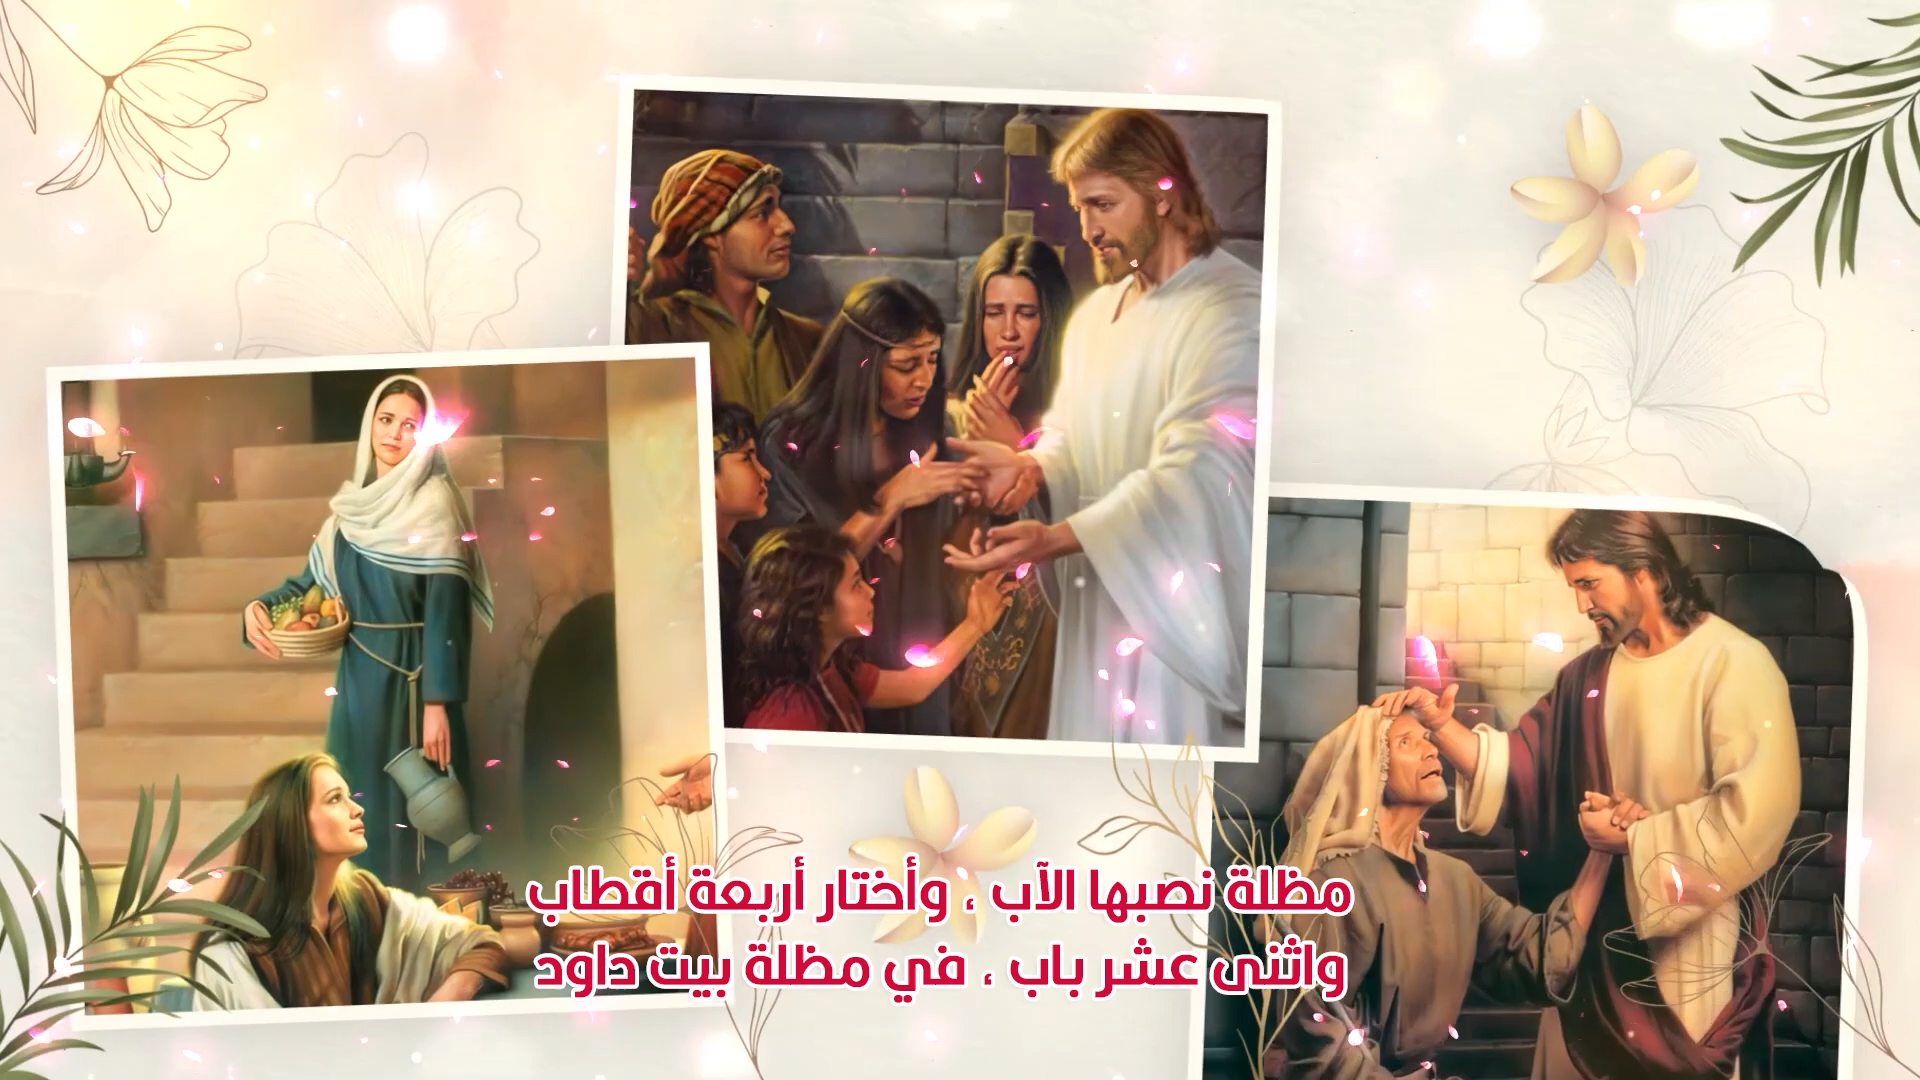 مظلة نصبها الآب ، وأختار أربعة أقطاب
واثنى عشر باب ، في مظلة بيت داود